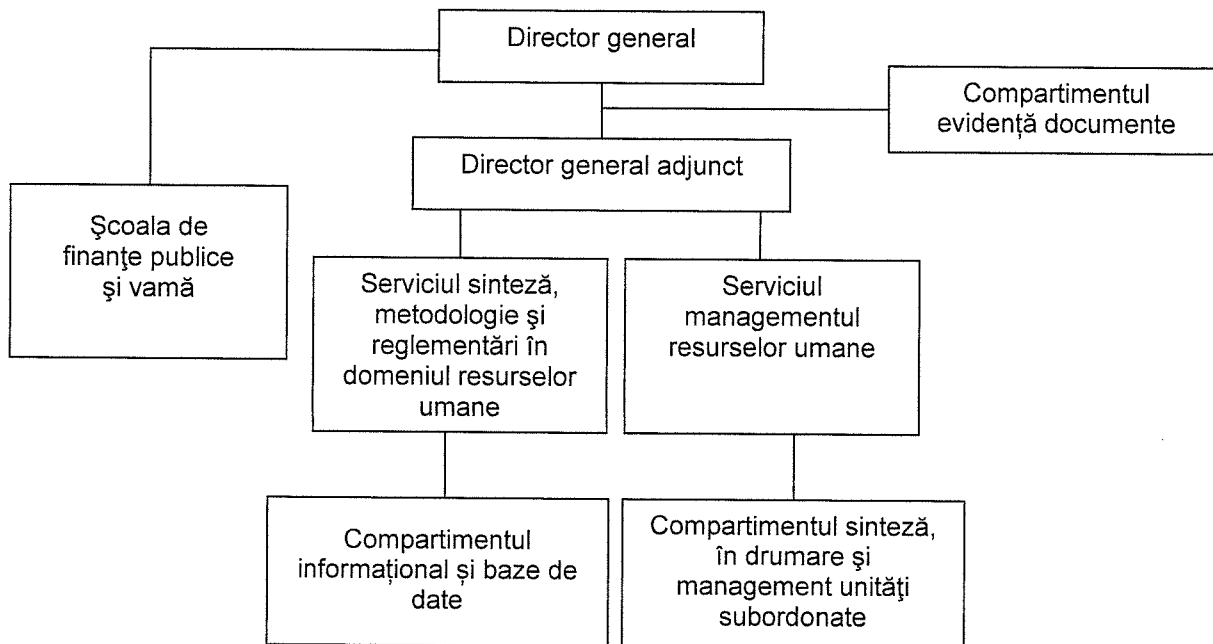 Director general
Compartimentul
evidență documente
Director general adjunct
Şcoala de
finanţe publice
şi vamă
Serviciul sinteză,
metodologie şi
reglementări în
domeniul resurselor
umane
Serviciul
managementul
resurselor umane
Compartimentul
informațional și baze de
date
Compartimentul sinteză,
în drumare şi
management unităţi
subordonate